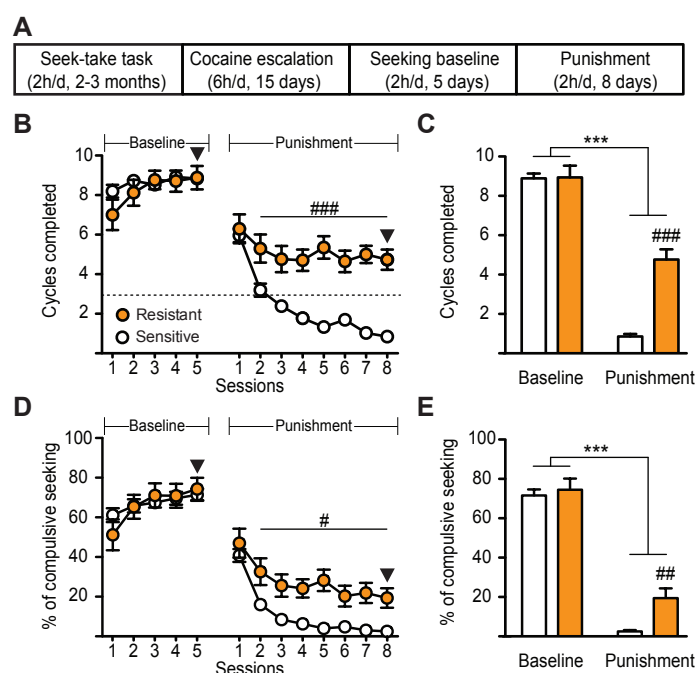 A
Seek-take task
(2h/d, 2-3 months)
Cocaine escalation
(6h/d, 15 days)
Seeking baseline
(2h/d, 5 days)
Punishment
(2h/d, 8 days)
B
Baseline
Punishment
Cycles completed
10
8
6
4
2
###
Resistant
Sensitive
1 2 3 4 5
1 2 3 4 5 6 7 8
Sessions
C
Cycles completed
10
8
6
4
2
***
###
Baseline
Punishment
D
Baseline
Punishment
% of compulsive seeking
100
80
60
40
20
#
1 2 3 4 5
1 2 3 4 5 6 7 8
Sessions
E
% of compulsive seeking
100
80
60
40
20
***
##
Baseline
Punishment